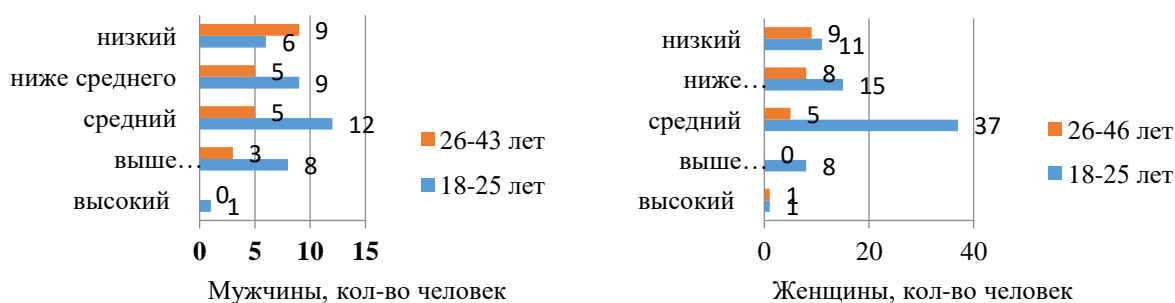 низкий
9
6
ниже среднего
5
9
средний
5
12
выше…
3
8
высокий
0
1
0 5 10 15
Мужчины, кол-во человек
26-43 лет
18-25 лет
низкий
9
11
ниже…
8
15
средний
5
37
выше…
0
8
высокий
1
1
0 20 40
Женщины, кол-во человек
26-46 лет
18-25 лет